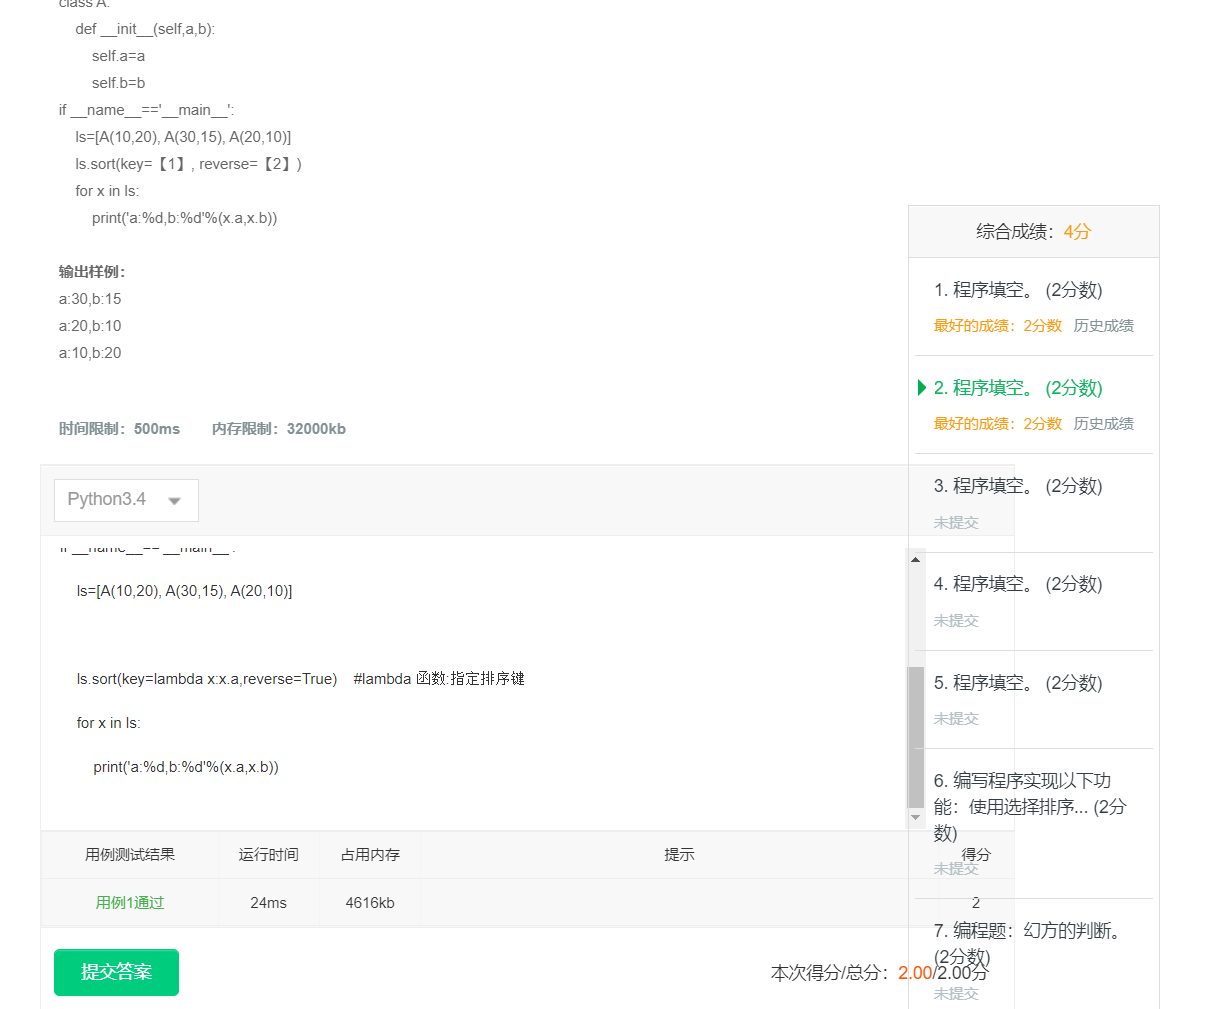 class A:
def __init__(self,a,b):
self.a=a
self.b=b
if __name__=='__main__':
ls=[A(10,20), A(30,15), A(20,10)]
ls.sort(key=【1】, reverse=【2】)
for x in ls:
print('a:%d,b:%d'%(x.a,x.b))
输出样例：
a:30,b:15
a:20,b:10
a:10,b:20
时间限制：500ms 内存限制：32000kb
Python3.4
if __name__=='__main__':
ls=[A(10,20), A(30,15), A(20,10)]
ls.sort(key=lambda x:x.a,reverse=True) #lambda 函数:指定排序键
for x in ls:
print('a:%d,b:%d'%(x.a,x.b))
用例测试结果 运行时间 占用内存 提示 得分
用例1通过 24ms 4616kb 2
提交答案
本次得分/总分：2.00/2.00分
综合成绩：4分
1. 程序填空。 (2分数)
最好的成绩：2分数 历史成绩
2. 程序填空。 (2分数)
最好的成绩：2分数 历史成绩
3. 程序填空。 (2分数)
未提交
4. 程序填空。 (2分数)
未提交
5. 程序填空。 (2分数)
未提交
6. 编写程序实现以下功
能：使用选择排序... (2分
数)
未提交
7. 编程题：幻方的判断。
(2分数)
未提交